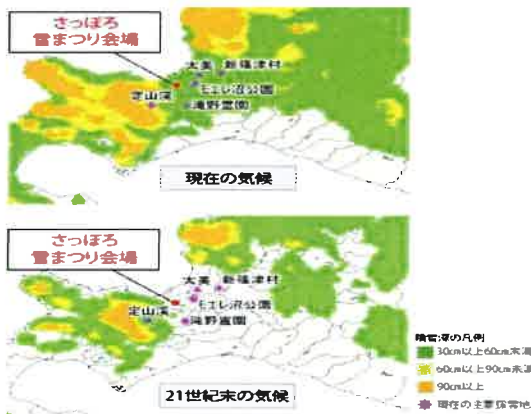 さっぽろ
雪まつり会場
太美 新篠津村
モエレ沼公園
定山渓
滝野霊園
現在の気候
さっぽろ
雪まつり会場
太美 新篠津村
モエレ沼公園
定山渓
滝野霊園
21世紀末の気候
積雪深の凡例
30cm以上60cm未満
60cm以上90cm未満
90cm以上
現在の主要採雪地